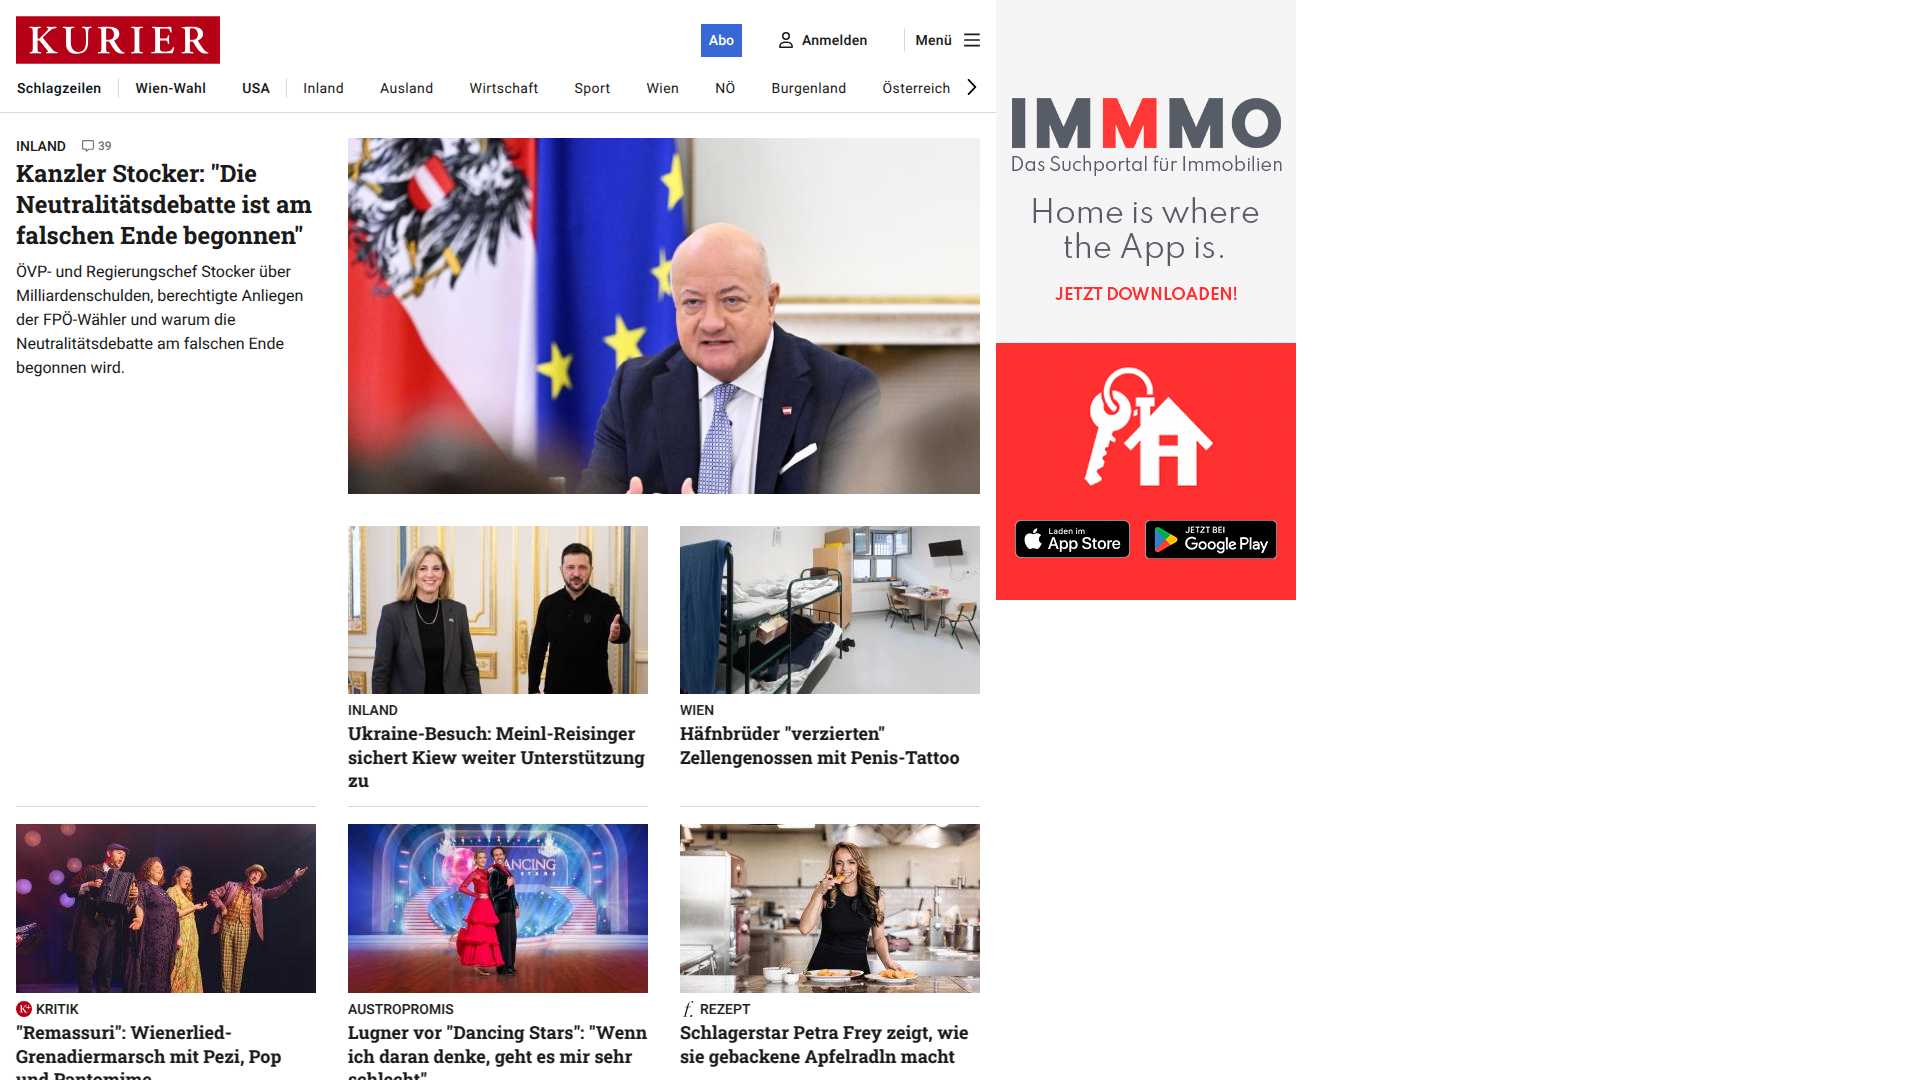 KURIER
Abo
Anmelden
Menü
Schlagzeilen
Wien-Wahl
USA
Inland
Ausland
Wirtschaft
Sport
Wien
NÖ
Burgenland
Österreich
INLAND 39
Kanzler Stocker: "Die
Neutralitätsdebatte ist am
falschen Ende begonnen"
ÖVP- und Regierungschef Stocker über
Milliardenschulden, berechtigte Anliegen
der FPÖ-Wähler und warum die
Neutralitätsdebatte am falschen Ende
begonnen wird.
INLAND
Ukraine-Besuch: Meinl-Reisinger
sichert Kiew weiter Unterstützung
zu
WIEN
Häfnbrüder "verzierten"
Zellengenossen mit Penis-Tattoo
DANCING
STARS
K+ KRITIK
"Remassuri": Wienerlied-
Grenadiermarsch mit Pezi, Pop
und Pantomime
AUSTROPROMIS
Lugner vor "Dancing Stars": "Wenn
ich daran denke, geht es mir sehr
schlecht"
f. REZEPT
Schlagerstar Petra Frey zeigt, wie
sie gebackene Apfelradln macht
IMMMO
Das Suchportal für Immobilien
Home is where
the App is.
JETZT DOWNLOADEN!
Laden im
App Store
JETZT BEI
Google Play